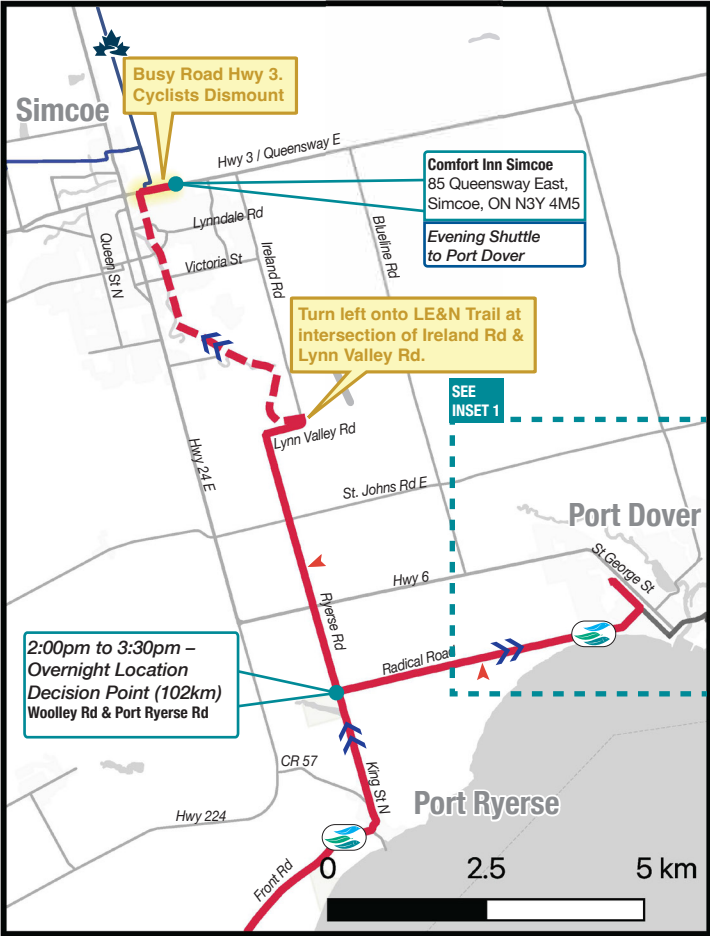 Busy Road Hwy 3.
Cyclists Dismount
Simcoe
Hwy 3 / Queensway E
Comfort Inn Simcoe
85 Queensway East,
Simcoe, ON N3Y 4M5
Evening Shuttle
to Port Dover
Lynndale Rd
Queen St N
Victoria St
Ireland Rd
Blueline Rd
Turn left onto LE&N Trail at
intersection of Ireland Rd &
Lynn Valley Rd.
SEE
INSET 1
Lynn Valley Rd
Hwy 24 E
St. Johns Rd E
Port Dover
St George St
Hwy 6
Ryerse Rd
2:00pm to 3:30pm –
Overnight Location
Decision Point (102km)
Woolley Rd & Port Ryerse Rd
Radical Road
CR 57
King St N
Port Ryerse
Hwy 224
Front Rd
0 2.5 5 km